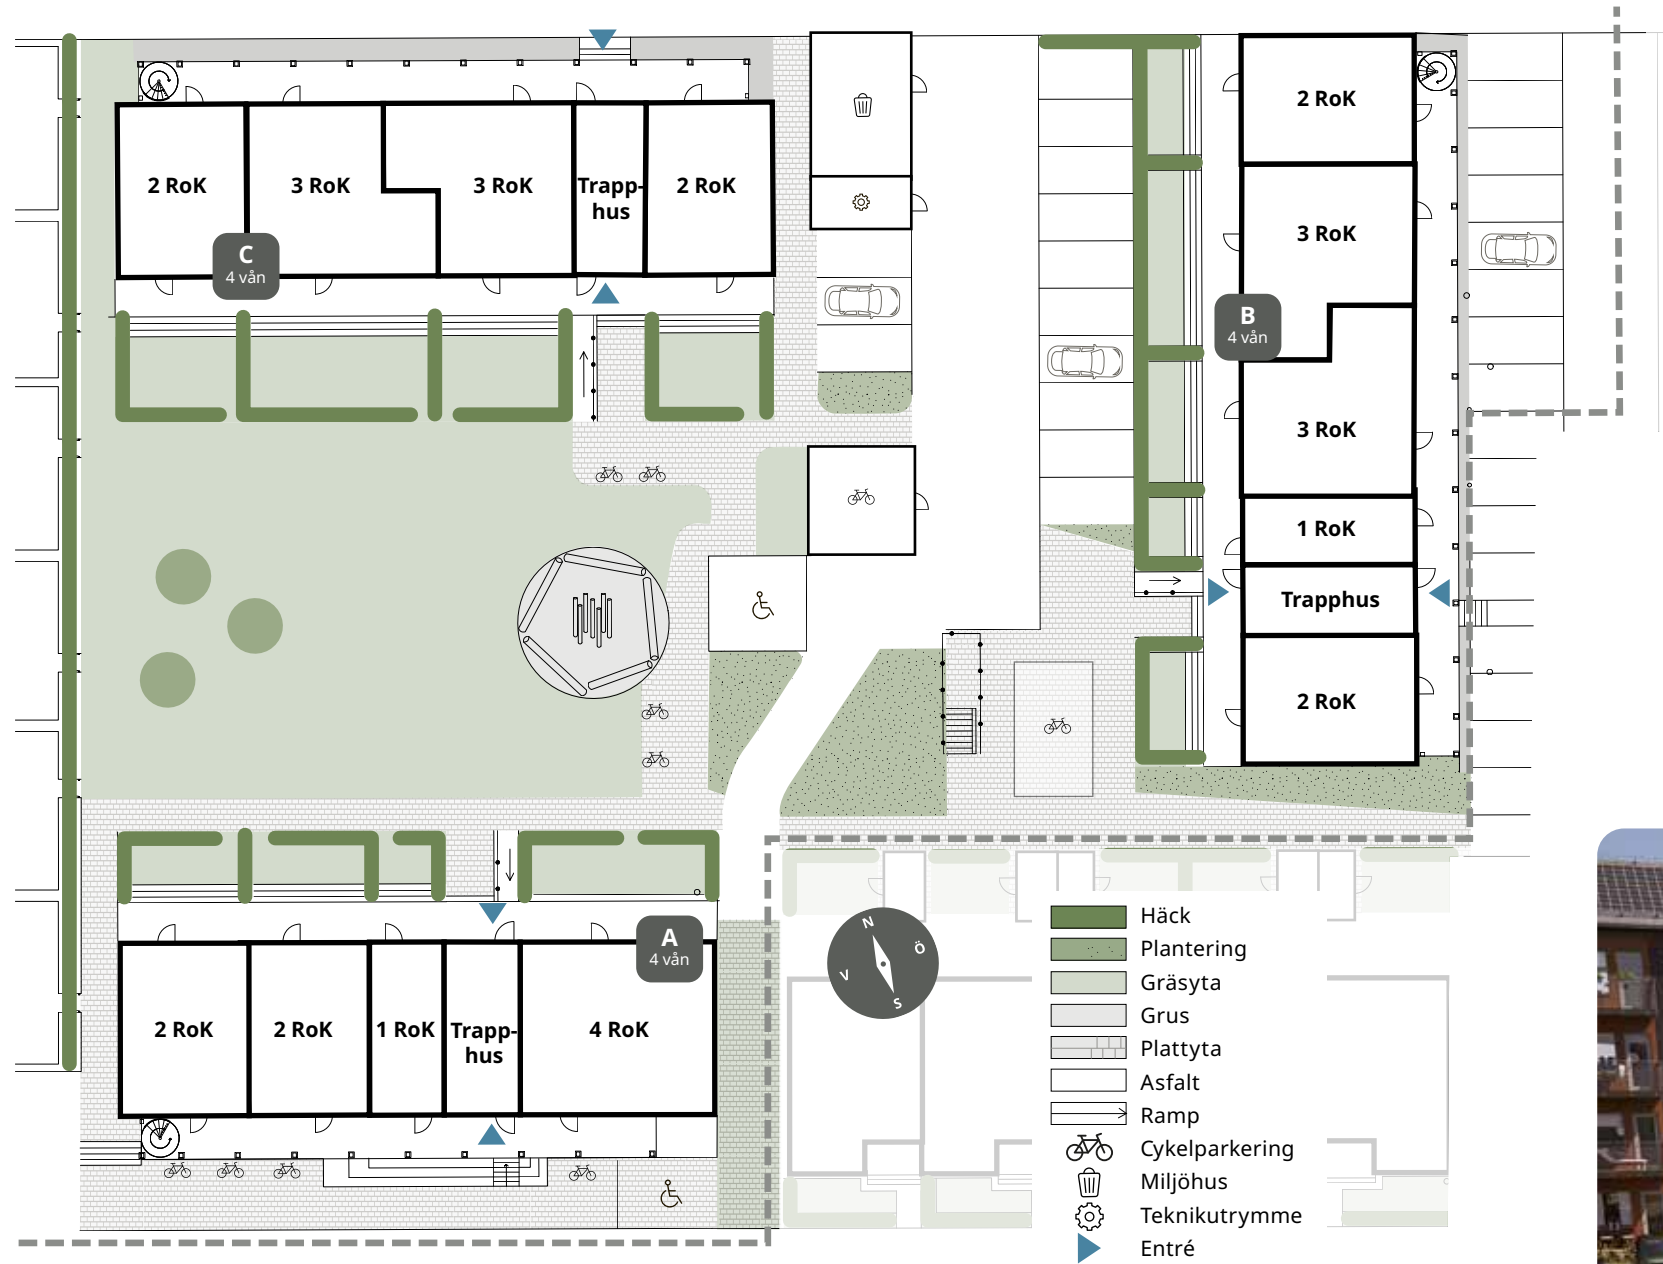 2 RoK
3 RoK
3 RoK
Trapp-
hus
2 RoK
C
4 vån
2 RoK
3 RoK
B
4 vån
3 RoK
1 RoK
Trapphus
2 RoK
A
4 vån
2 RoK
2 RoK
1 RoK
Trapp-
hus
4 RoK
N
Ö
V
S
Häck
Plantering
Gräsyta
Grus
Plattyta
Asfalt
Ramp
Cykelparkering
Miljöhus
Teknikutrymme
Entré